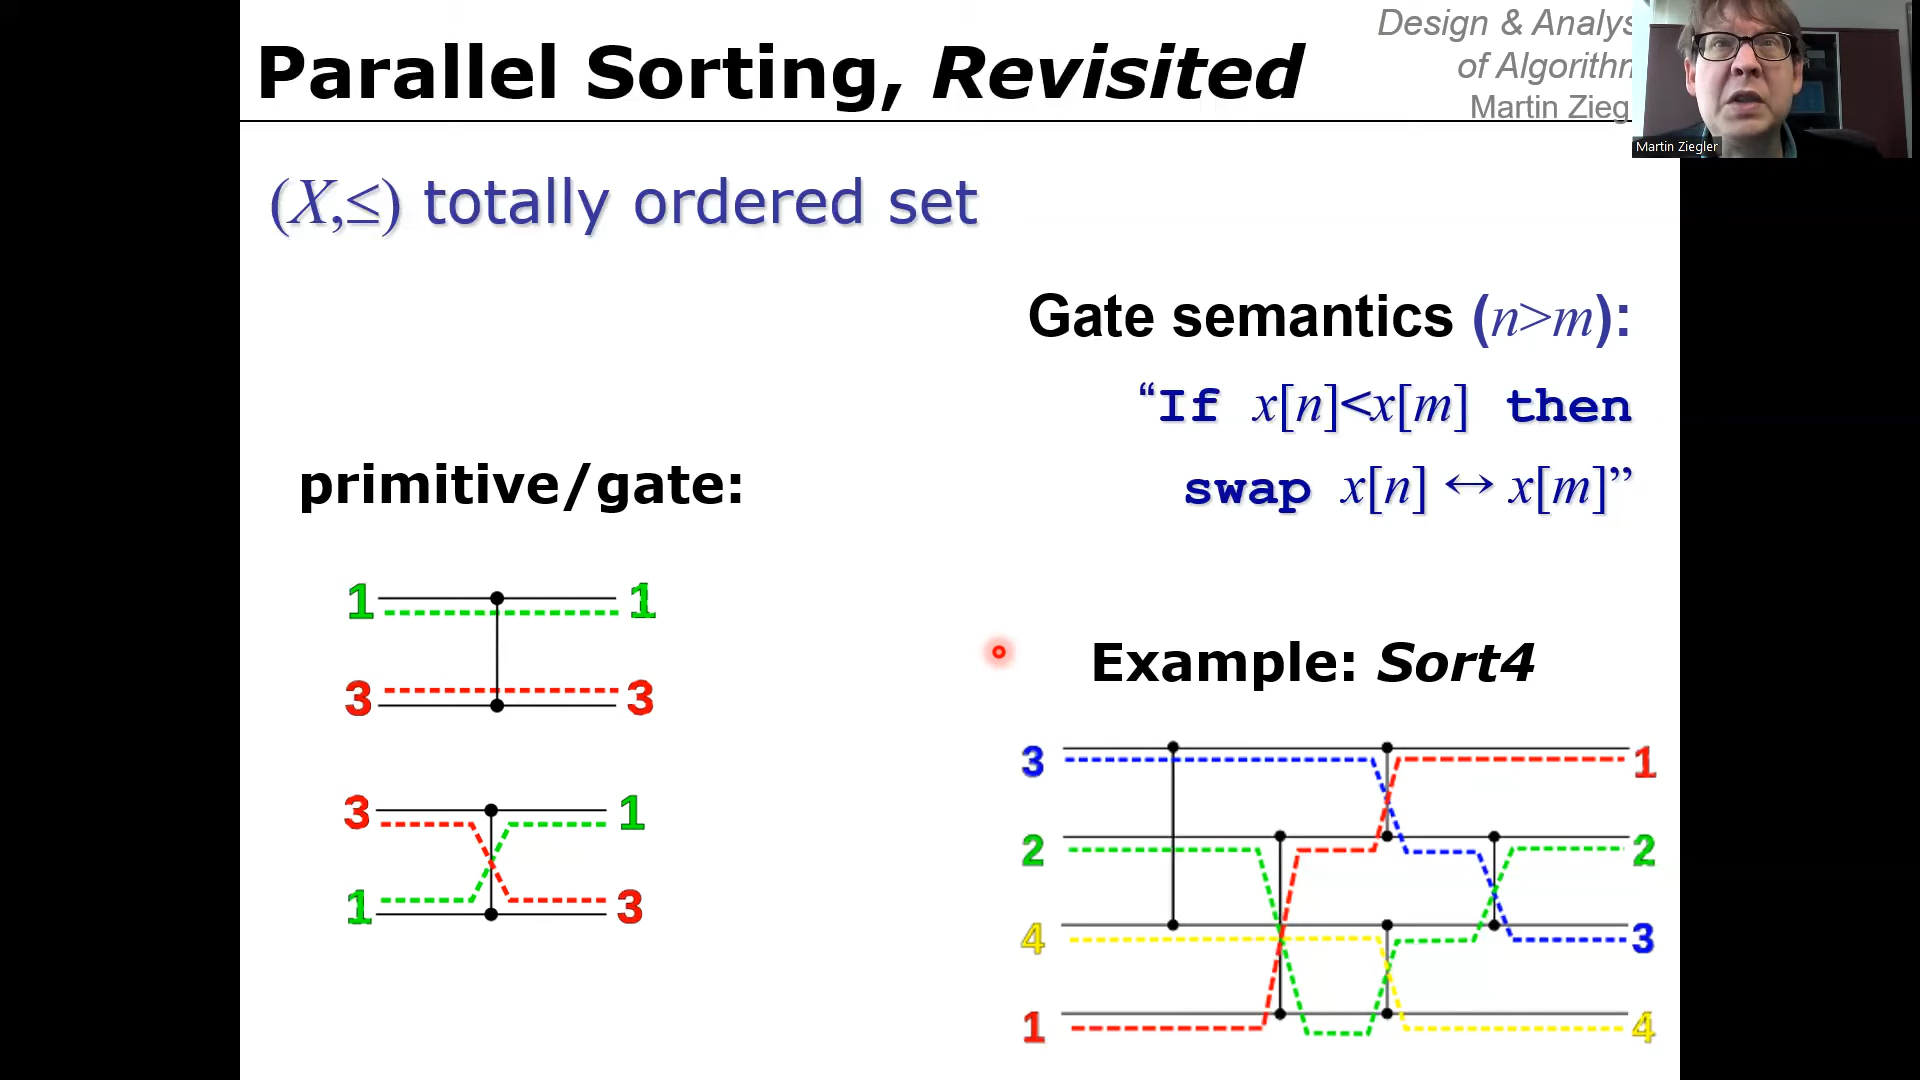 Parallel Sorting, Revisited
Design & Analys
of Algorithm
Martin Zieg
Martin Ziegler
(X,≤) totally ordered set
Gate semantics (n>m):
“If x[n]<x[m] then
swap x[n] ↔ x[m]”
primitive/gate:
1 1
3 3
3 1
1 3
Example: Sort4
3 1
2 2
4 3
1 4